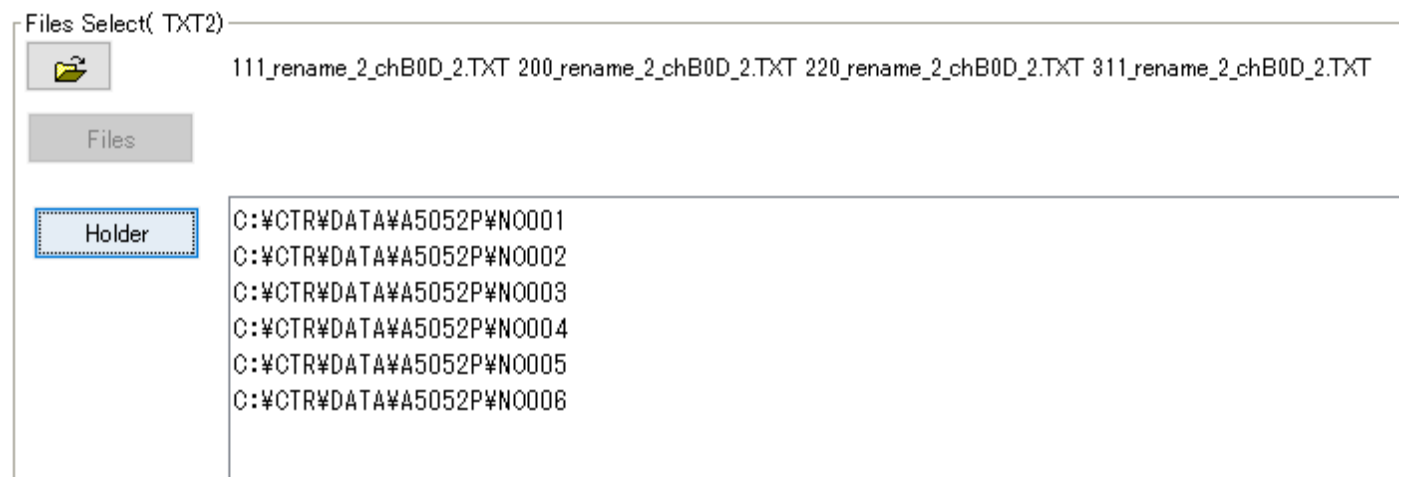 Files Select( TXT2)
111_rename_2_chB0D_2.TXT 200_rename_2_chB0D_2.TXT 220_rename_2_chB0D_2.TXT 311_rename_2_chB0D_2.TXT
Files
Holder
C:¥CTR¥DATA¥A5052P¥NO001
C:¥CTR¥DATA¥A5052P¥NO002
C:¥CTR¥DATA¥A5052P¥NO003
C:¥CTR¥DATA¥A5052P¥NO004
C:¥CTR¥DATA¥A5052P¥NO005
C:¥CTR¥DATA¥A5052P¥NO006